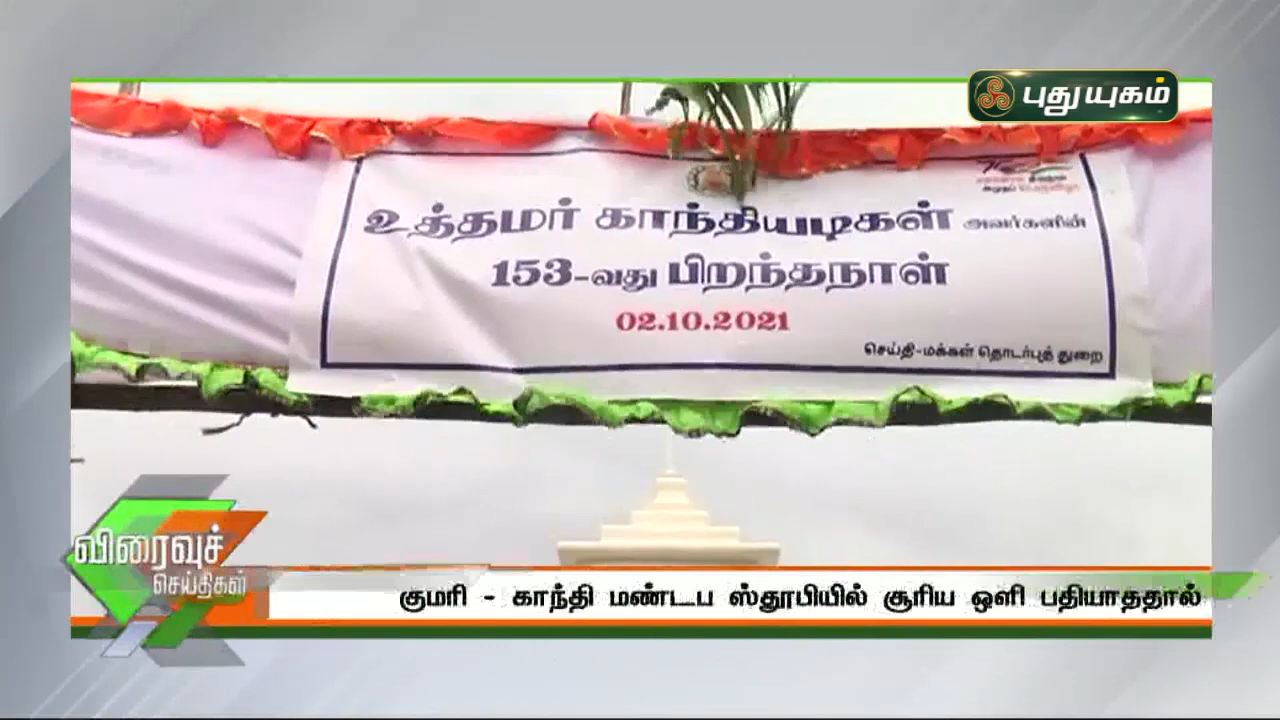 புதுயுகம்
உத்தமர் காந்தியடிகள் அவர்களின்
153-வது பிறந்தநாள்
02.10.2021
செய்தி-மக்கள் தொடர்புத் துறை
விரைவுச்
செய்திகள்
குமரி - காந்தி மண்டப ஸ்தூபியில் சூரிய ஒளி பதியாததால்